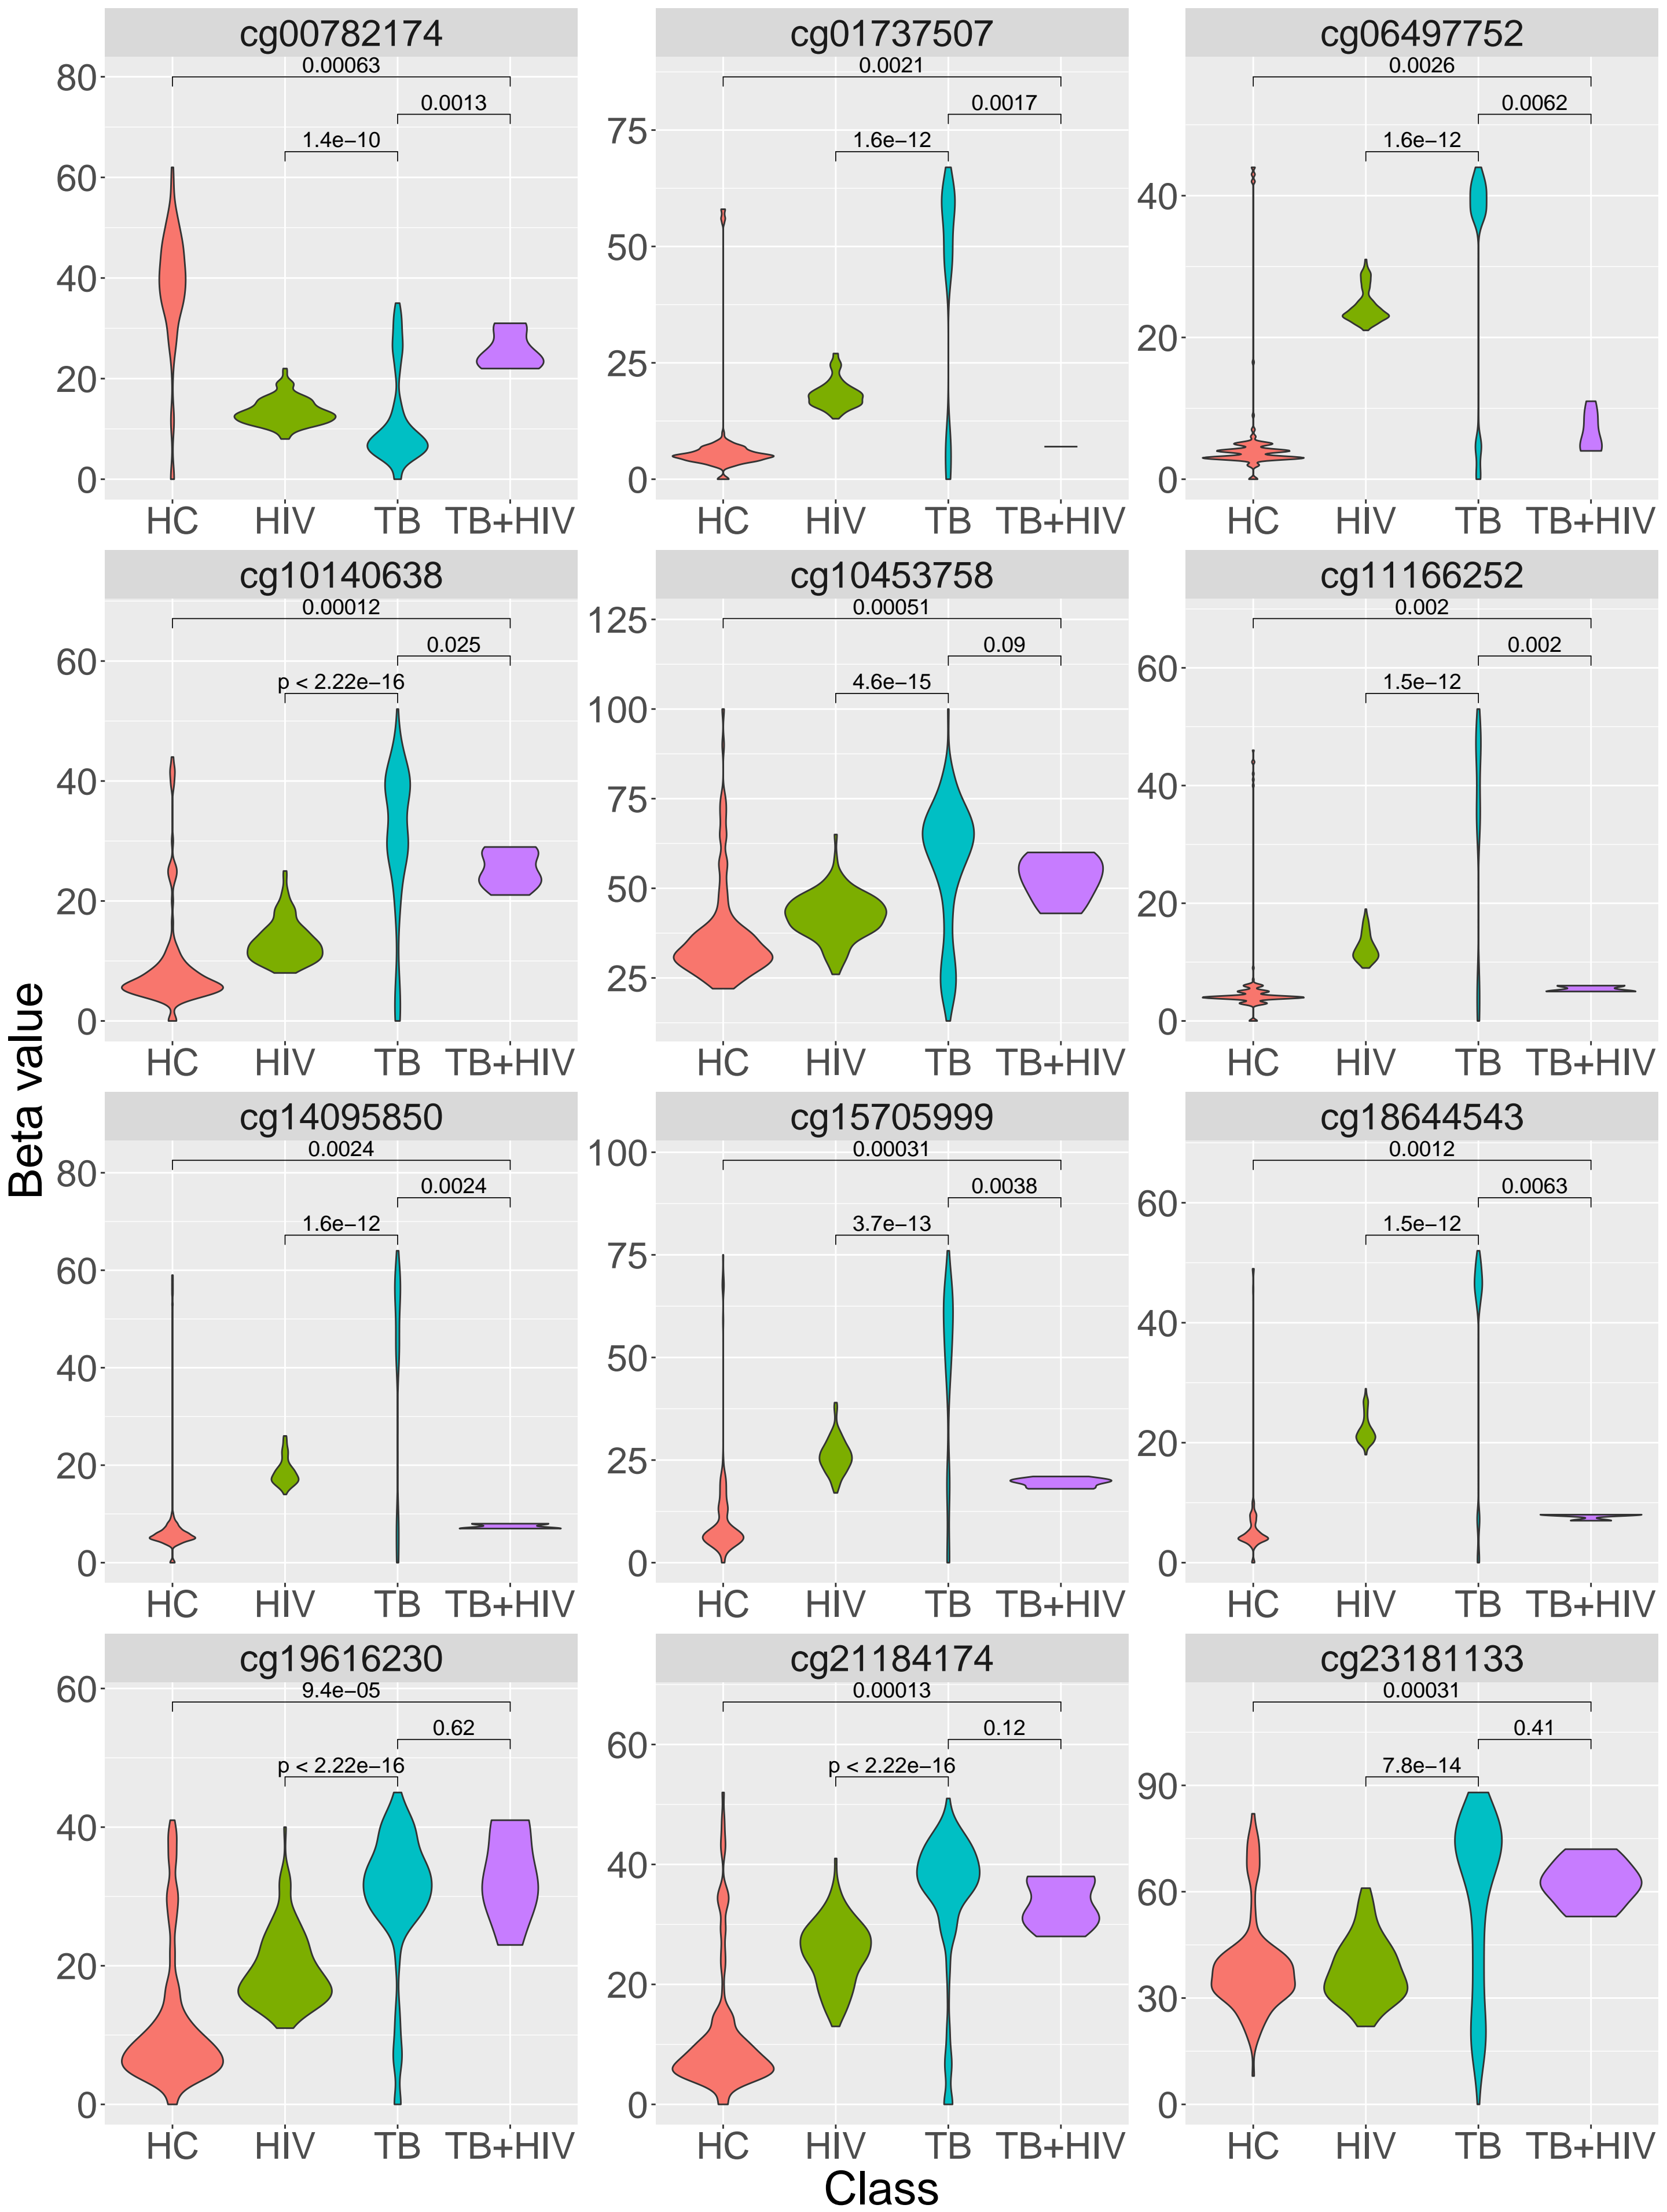 cg00782174 cg01737507 cg06497752
0.00063 0.0021 0.0026
0.0013 0.0017 0.0062
1.4e−10 1.6e−12 1.6e−12
80
60
40
20
0
75
50
25
0
40
20
0
HC HIV TB TB+HIV HC HIV TB TB+HIV HC HIV TB TB+HIV
cg10140638 cg10453758 cg11166252
0.00012 0.00051 0.002
0.025 0.09 0.002
p < 2.22e−16 4.6e−15 1.5e−12
60
40
20
0
125
100
75
50
25
60
40
20
0
HC HIV TB TB+HIV HC HIV TB TB+HIV HC HIV TB TB+HIV
Beta value
cg14095850 cg15705999 cg18644543
0.0024 0.00031 0.0012
0.0024 0.0038 0.0063
1.6e−12 3.7e−13 1.5e−12
80
60
40
20
0
100
75
50
25
0
60
40
20
0
HC HIV TB TB+HIV HC HIV TB TB+HIV HC HIV TB TB+HIV
cg19616230 cg21184174 cg23181133
9.4e−05 0.00013 0.00031
0.62 0.12 0.41
p < 2.22e−16 p < 2.22e−16 7.8e−14
60
40
20
0
60
40
20
0
90
60
30
0
HC HIV TB TB+HIV HC HIV TB TB+HIV HC HIV TB TB+HIV
Class